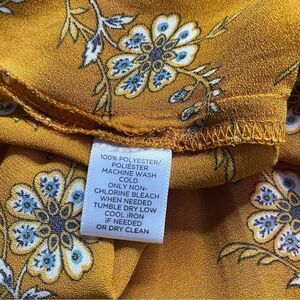 100% POLYESTER/
POLIÉSTER
MACHINE WASH
COLD
ONLY NON-
CHLORINE BLEACH
WHEN NEEDED
TUMBLE DRY LOW
COOL IRON
IF NEEDED
OR DRY CLEAN